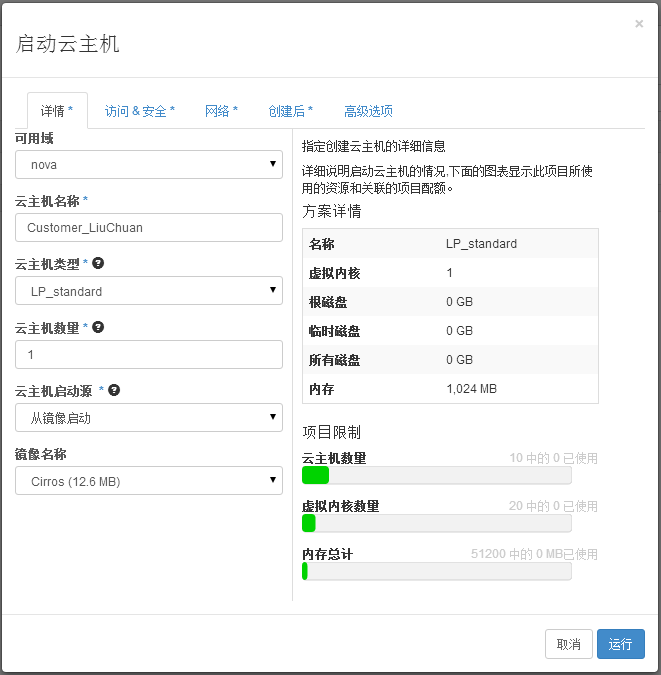 启动云主机
×
详情 *
访问 & 安全 *
网络 *
创建后 *
高级选项
可用域
nova
云主机名称 *
Customer_LiuChuan
云主机类型 * ?
LP_standard
云主机数量 * ?
1
云主机启动源 * ?
从镜像启动
镜像名称
Cirros (12.6 MB)
指定创建云主机的详细信息
详细说明启动云主机的情况,下面的图表显示此项目所使
用的资源和关联的项目配额。
方案详情
名称 LP_standard
虚拟内核 1
根磁盘 0 GB
临时磁盘 0 GB
所有磁盘 0 GB
内存 1,024 MB
项目限制
云主机数量 10 中的 0 已使用
虚拟内核数量 20 中的 0 已使用
内存总计 51200 中的 0 MB已使用
取消
运行